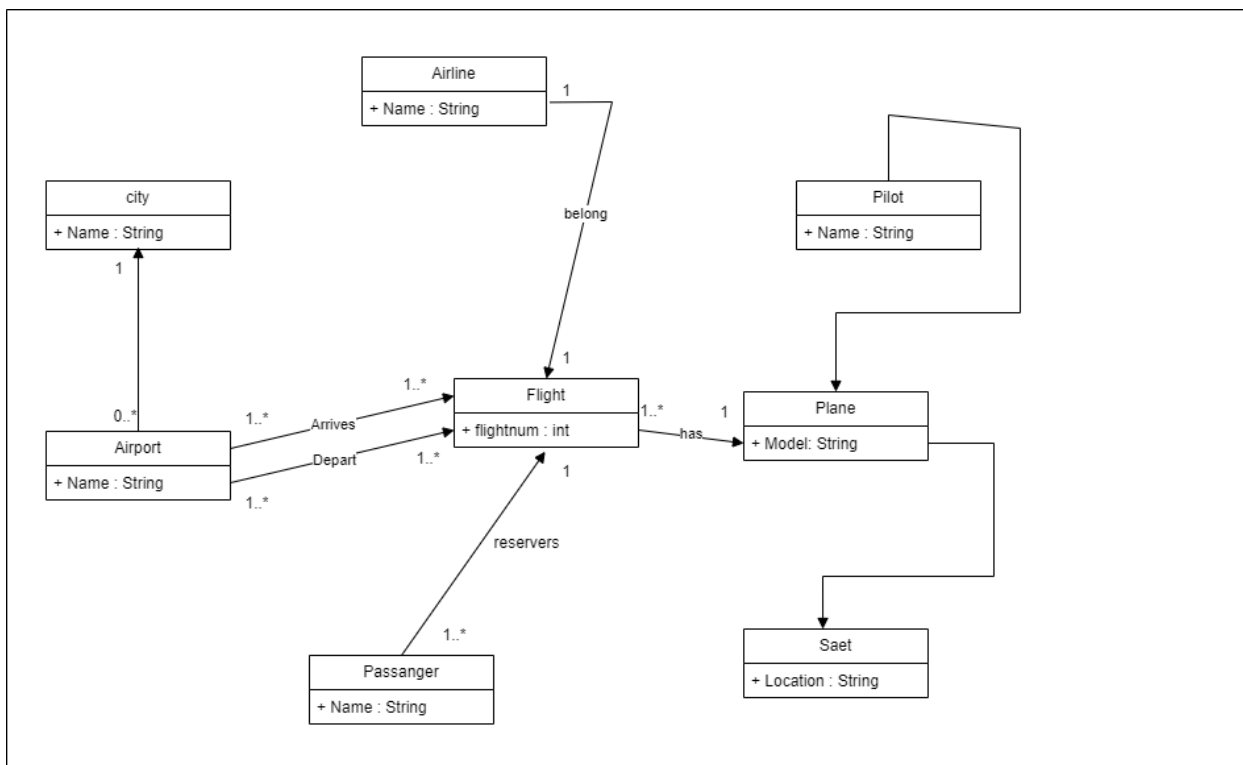 Airline
+ Name : String
1
belong
1
city
+ Name : String
1
0..*
Airport
+ Name : String
Pilot
+ Name : String
1..*
Arrives
1..*
1..*
Depart
1..*
Flight
+ flightnum : int
1..*
has
1
Plane
+ Model: String
1
reservers
1..*
Passanger
+ Name : String
Saet
+ Location : String